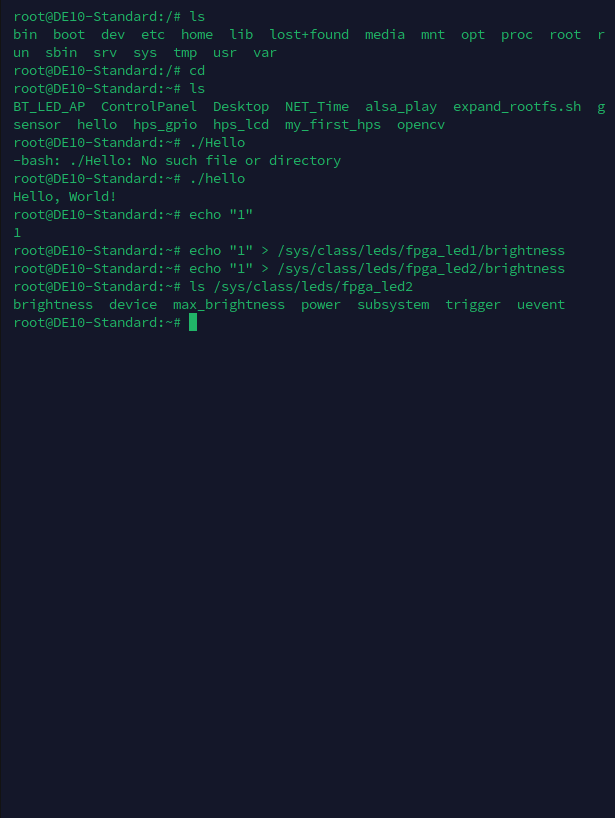 root@DE10-Standard:/# ls
bin  boot  dev  etc  home  lib  lost+found  media  mnt  opt  proc  root  r
un  sbin  srv  sys  tmp  usr  var
root@DE10-Standard:/# cd
root@DE10-Standard:~# ls
BT_LED_AP  ControlPanel  Desktop  NET_Time  alsa_play  expand_rootfs.sh  g
sensor  hello  hps_gpio  hps_lcd  my_first_hps  opencv
root@DE10-Standard:~# ./Hello
-bash: ./Hello: No such file or directory
root@DE10-Standard:~# ./hello
Hello, World!
root@DE10-Standard:~# echo "1"
1
root@DE10-Standard:~# echo "1" > /sys/class/leds/fpga_led1/brightness
root@DE10-Standard:~# echo "1" > /sys/class/leds/fpga_led2/brightness
root@DE10-Standard:~# ls /sys/class/leds/fpga_led2
brightness  device  max_brightness  power  subsystem  trigger  uevent
root@DE10-Standard:~#